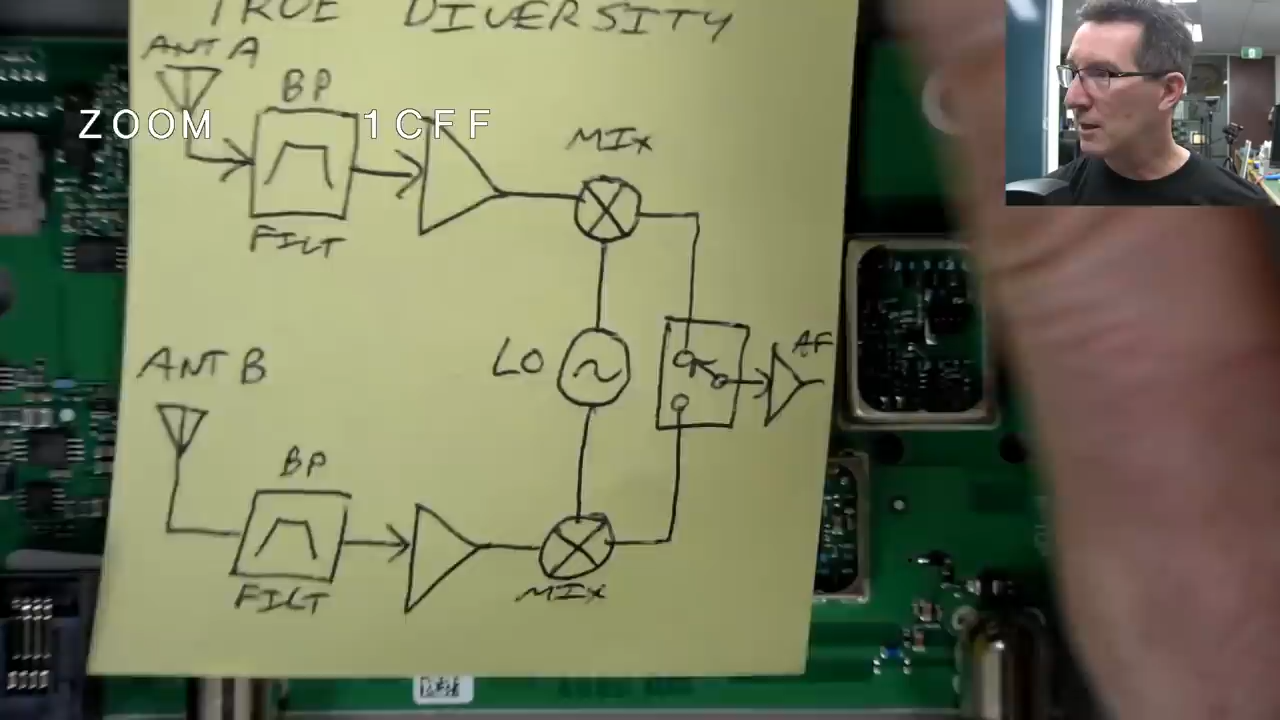 TRUE DIVERSITY
ANT A
BP
ZOOM 1CFF
MIX
FILT
LO
AF
ANT B
BP
FILT
MIX